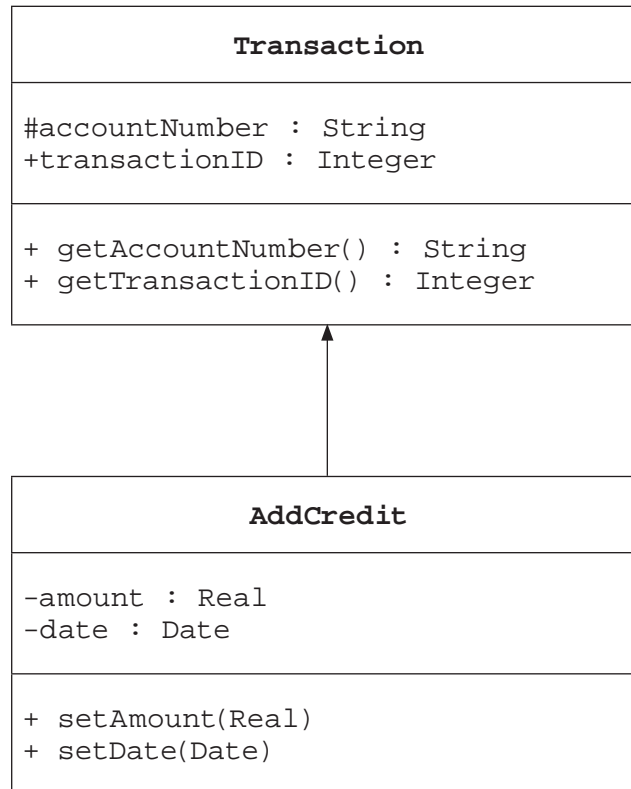 Transaction
#accountNumber : String
+transactionID : Integer
+ getAccountNumber() : String
+ getTransactionID() : Integer
AddCredit
-amount : Real
-date : Date
+ setAmount(Real)
+ setDate(Date)